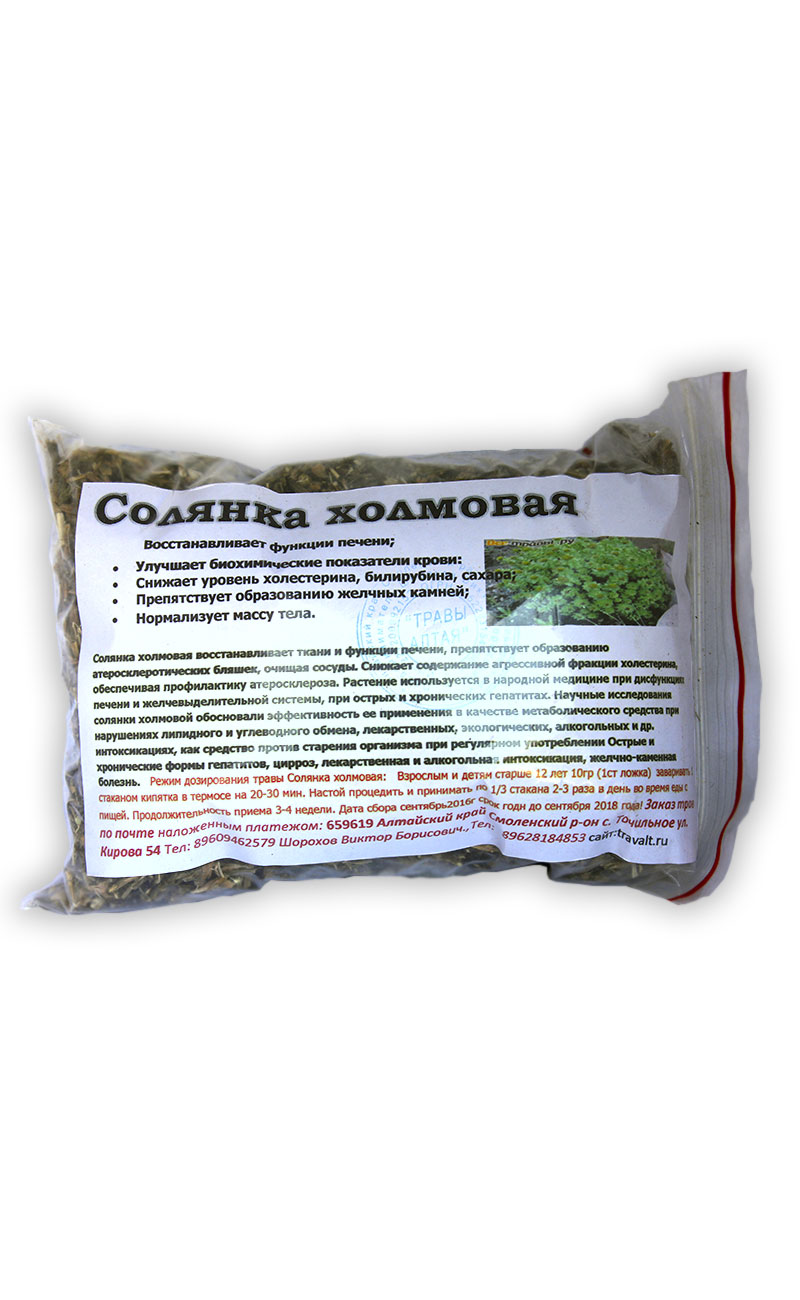 Солянка холмовая
Восстанавливает функции печени;
• Улучшает биохимические показатели крови:
• Снижает уровень холестерина, билирубина, сахара;
• Препятствует образованию желчных камней;
• Нормализует массу тела.
"ТРАВЫ
АЛТАЯ"
Солянка холмовая восстанавливает ткани и функции печени, препятствует образованию
атеросклеротических бляшек, очищая сосуды. Снижает содержание агрессивной фракции холестерина,
обеспечивая профилактику атеросклероза. Растение используется в народной медицине при дисфункциях
печени и желчевыделительной системы, при острых и хронических гепатитах. Научные исследования
солянки холмовой обосновали эффективность ее применения в качестве метаболического средства при
нарушениях липидного и углеводного обмена, лекарственных, экологических, алкогольных и др.
интоксикациях, как средство против старения организма при регулярном употреблении Острые и
хронические формы гепатитов, цирроз, лекарственная и алкогольная интоксикация, желчно-каменная
болезнь. Режим дозирования травы Солянка холмовая: Взрослым и детям старше 12 лет 10гр (1ст ложка) заваривать 1
стаканом кипятка в термосе на 20-30 мин. Настой процедить и принимать по 1/3 стакана 2-3 раза в день во время еды с
пищей. Продолжительность приема 3-4 недели. Дата сбора сентябрь2016г срок годн до сентября 2018 года! Заказ трав
по почте наложенным платежом: 659619 Алтайский край Смоленский р-он с. Точильное ул.
Кирова 54 Тел: 89609462579 Шорохов Виктор Борисович.,Тел: 89628184853 сайт:travalt.ru